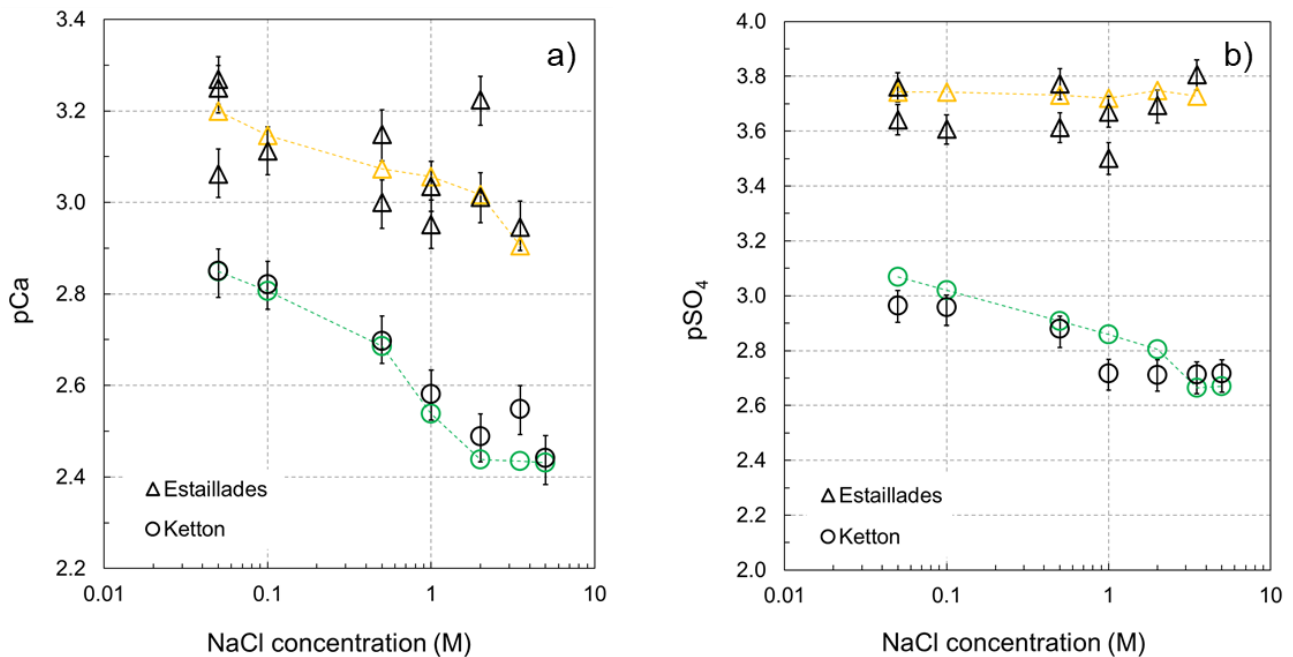 a)
3.4
3.2
3.0
2.8
2.6
2.4
2.2
pCa
Estaillades
Ketton
0.01
0.1
1
10
NaCl concentration (M)
b)
4.0
3.8
3.6
3.4
3.2
3.0
2.8
2.6
2.4
2.2
2.0
pSO₄
Estaillades
Ketton
0.01
0.1
1
10
NaCl concentration (M)